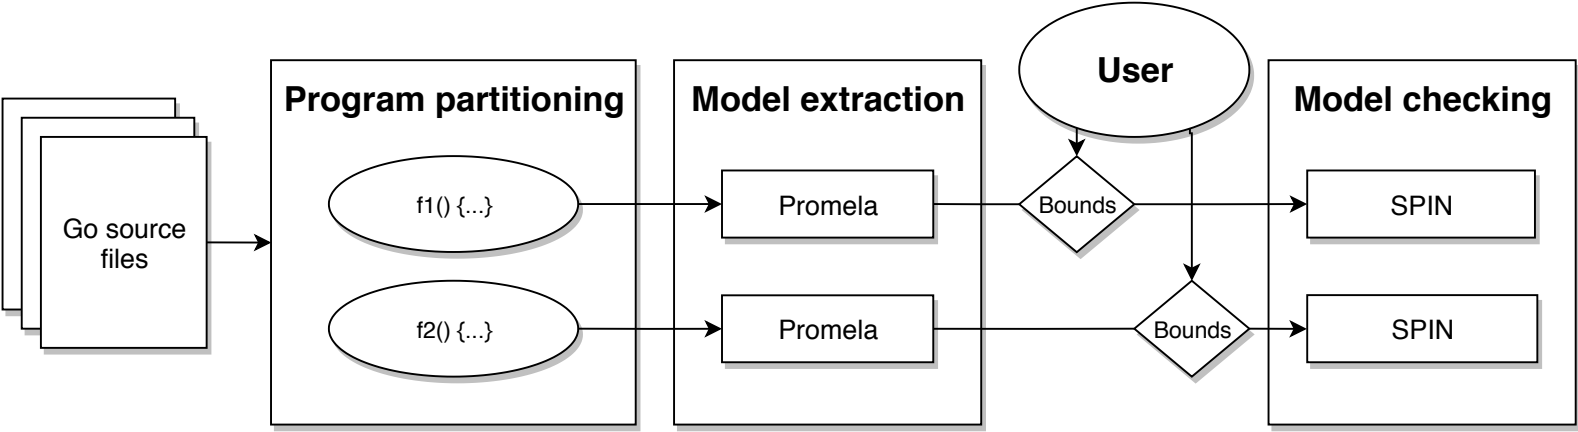 User
Program partitioning
Model extraction
Model checking
Go source
files
f1() {...}
Promela
Bounds
SPIN
f2() {...}
Promela
Bounds
SPIN